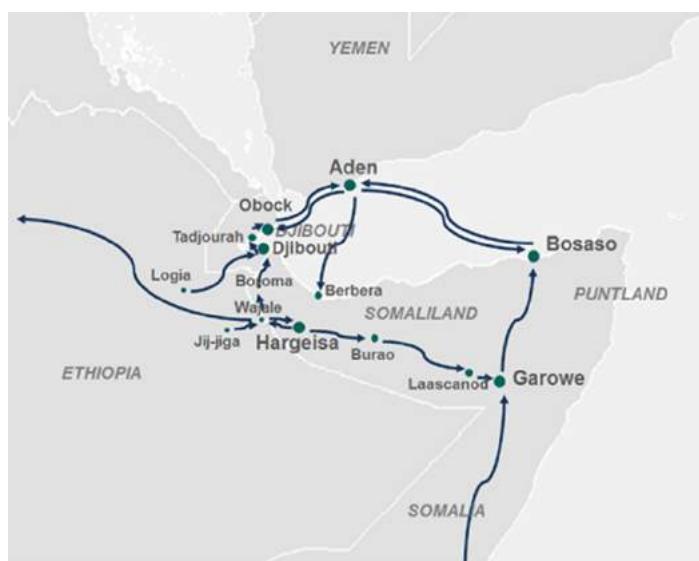 YEMEN
Aden
Obock
DJIBOUTI
Tadjourah
Djibouti
Bosaso
Logia
Boroma
Berbera
PUNTLAND
Wajale
SOMALILAND
Jij-jiga
Hargeisa
Burao
ETHIOPIA
Laascanod
Garowe
SOMALIA